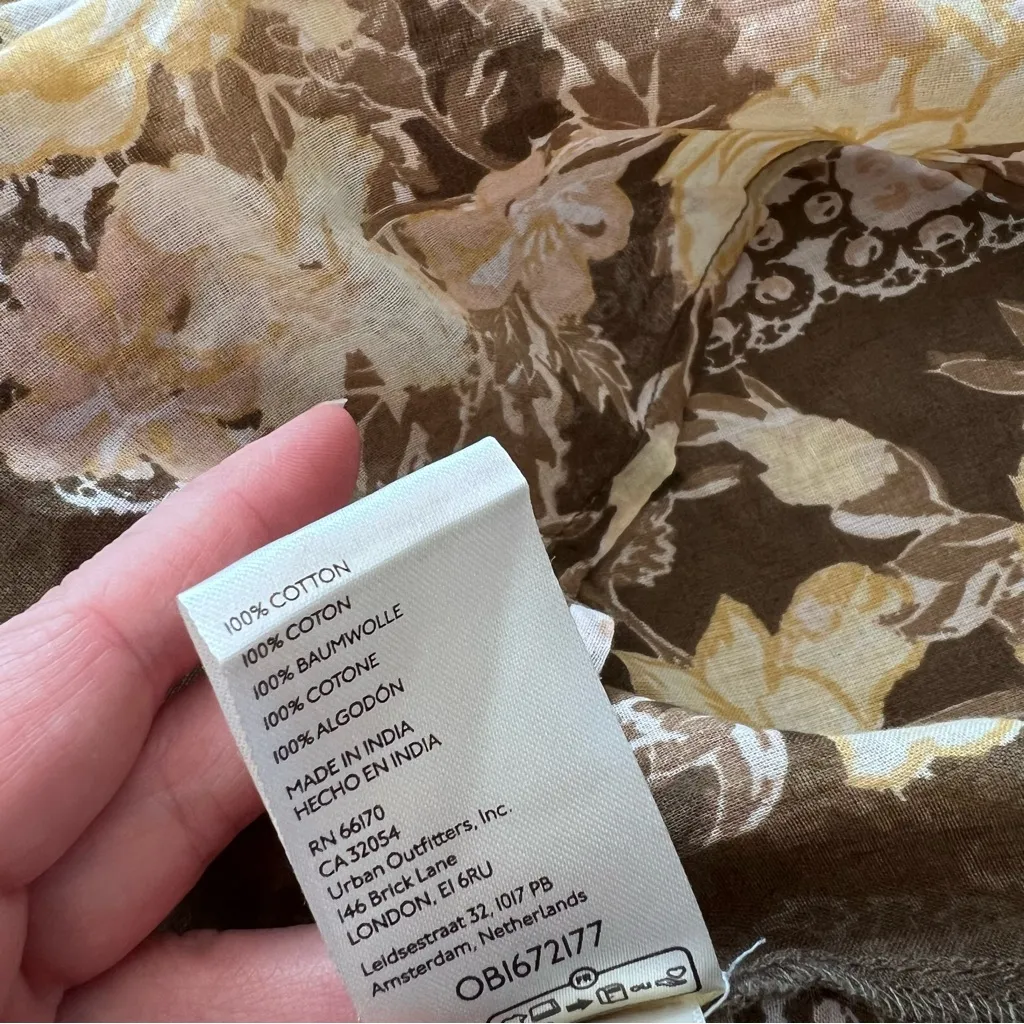 100% COTTON
100% COTON
100% BAUMWOLLE
100% COTONE
100% ALGODÓN
MADE IN INDIA
HECHO EN INDIA
RN 66170
CA 32054
Urban Outfitters, Inc.
146 Brick Lane
LONDON, E1 6RU
Leidsestraat 32, 1017 PB
Amsterdam, Netherlands
OB1672177
FR